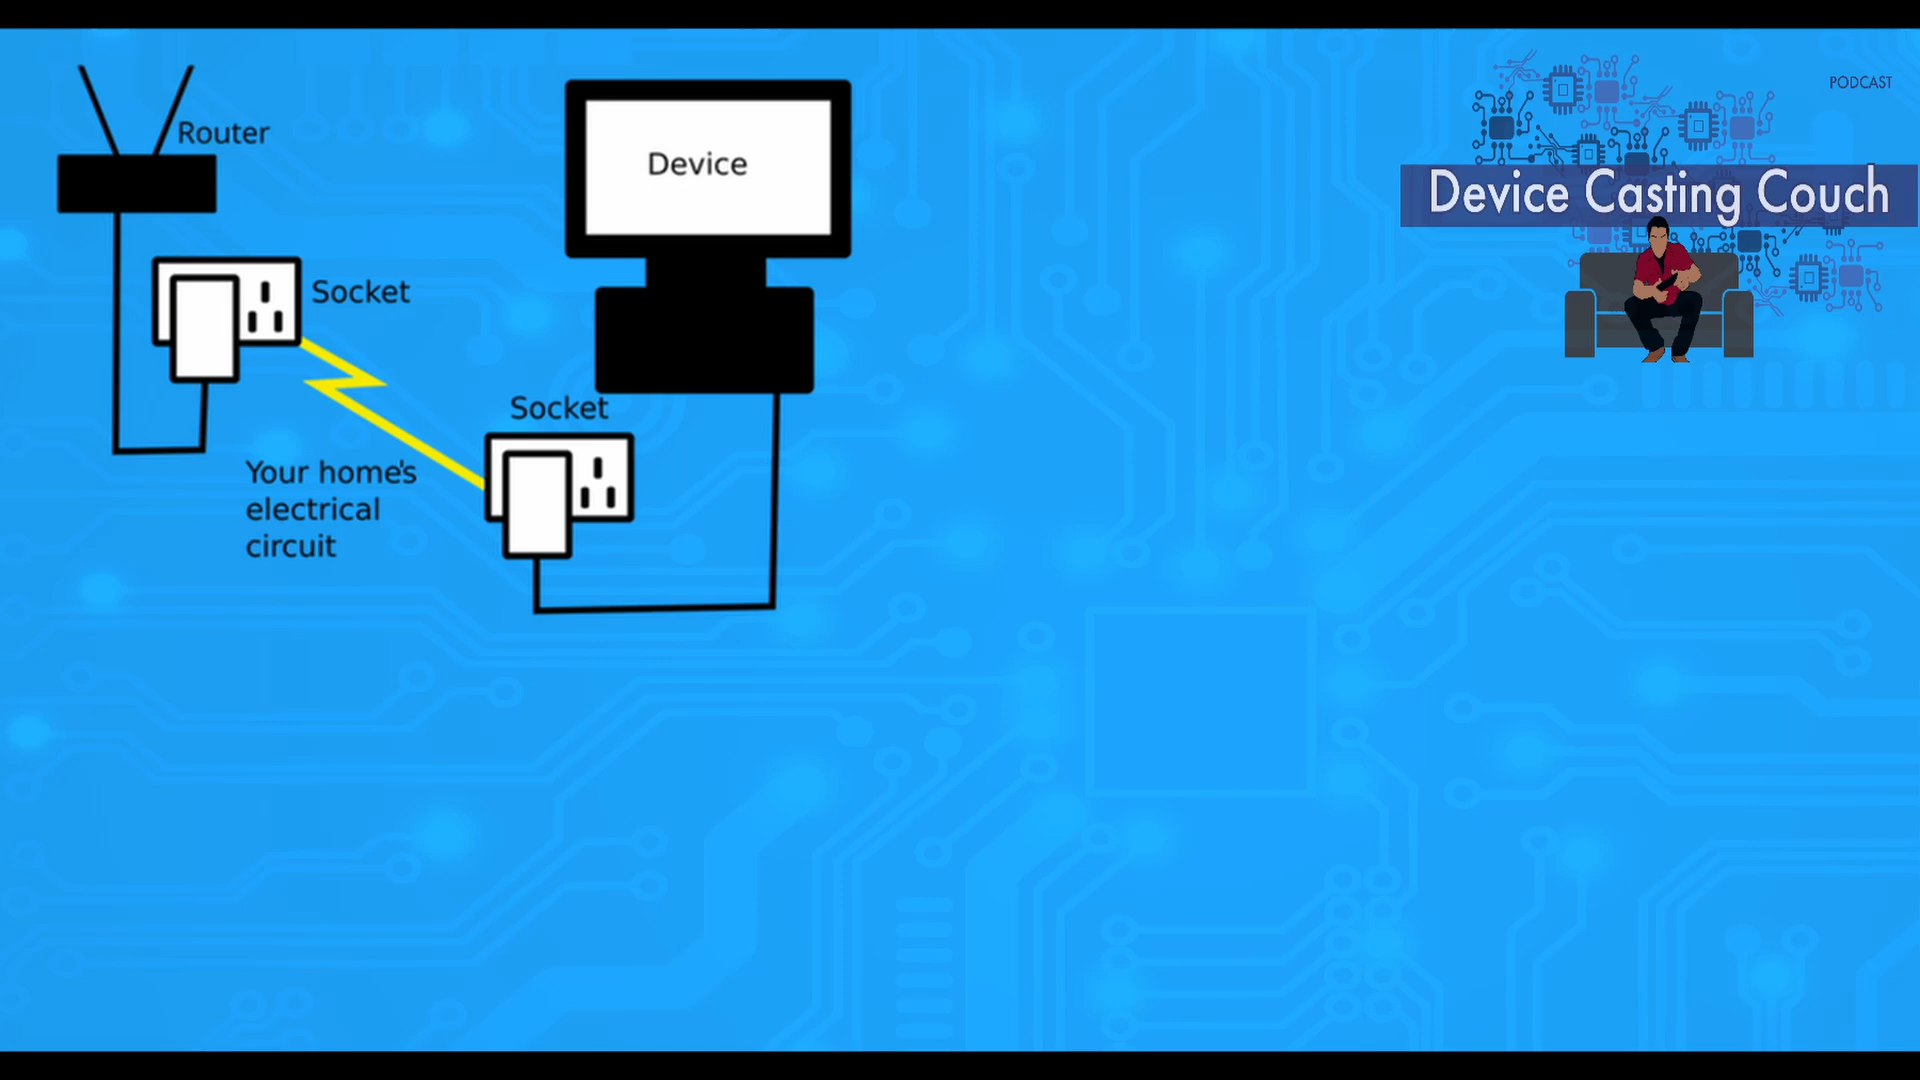 Router
Device
Socket
Socket
Your home's
electrical
circuit
PODCAST
Device Casting Couch